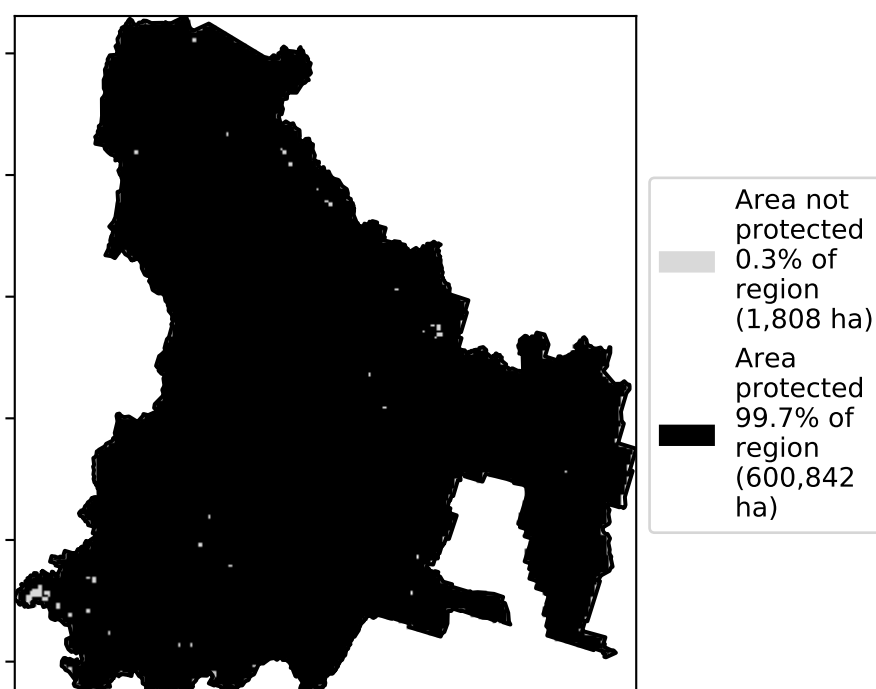 Area not
protected
0.3% of
region
(1,808 ha)
Area
protected
99.7% of
region
(600,842
ha)